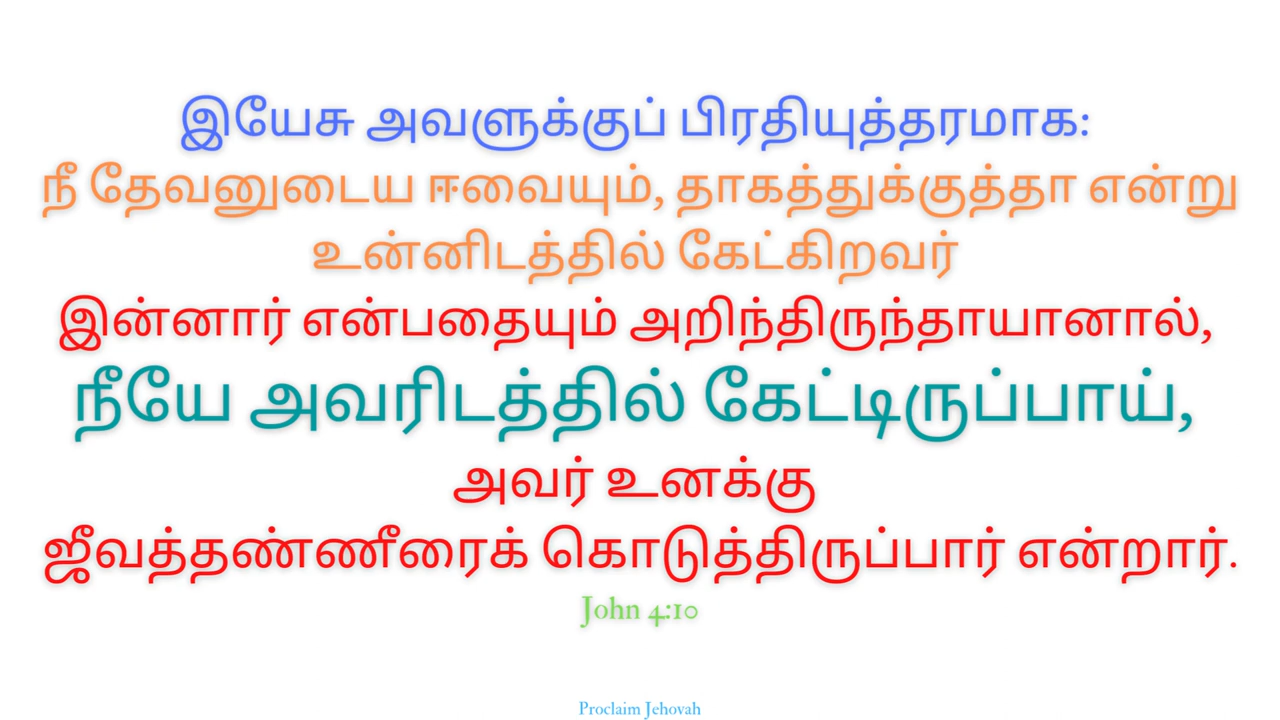 இயேசு அவளுக்குப் பிரதியுத்தரமாக:
நீ தேவனுடைய ஈவையும், தாகத்துக்குத்தா என்று
உன்னிடத்தில் கேட்கிறவர்
இன்னார் என்பதையும் அறிந்திருந்தாயானால்,
நீயே அவரிடத்தில் கேட்டிருப்பாய்,
அவர் உனக்கு
ஜீவத்தண்ணீரைக் கொடுத்திருப்பார் என்றார்.
John 4:10
Proclaim Jehovah